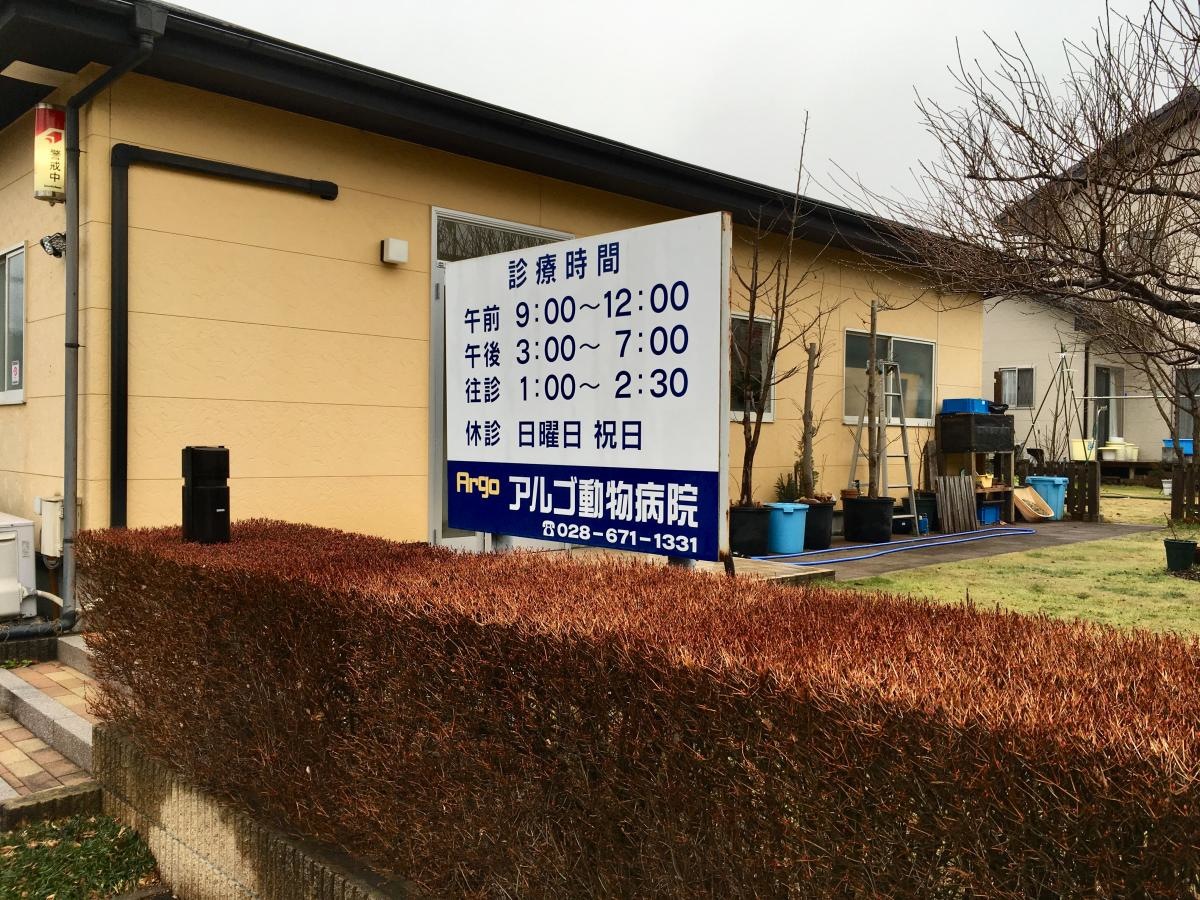 警戒中
診療時間
午前 9:00～12:00
午後 3:00～ 7:00
往診 1:00～ 2:30
休診 日曜日 祝日
Argo アルゴ動物病院
☎028-671-1331